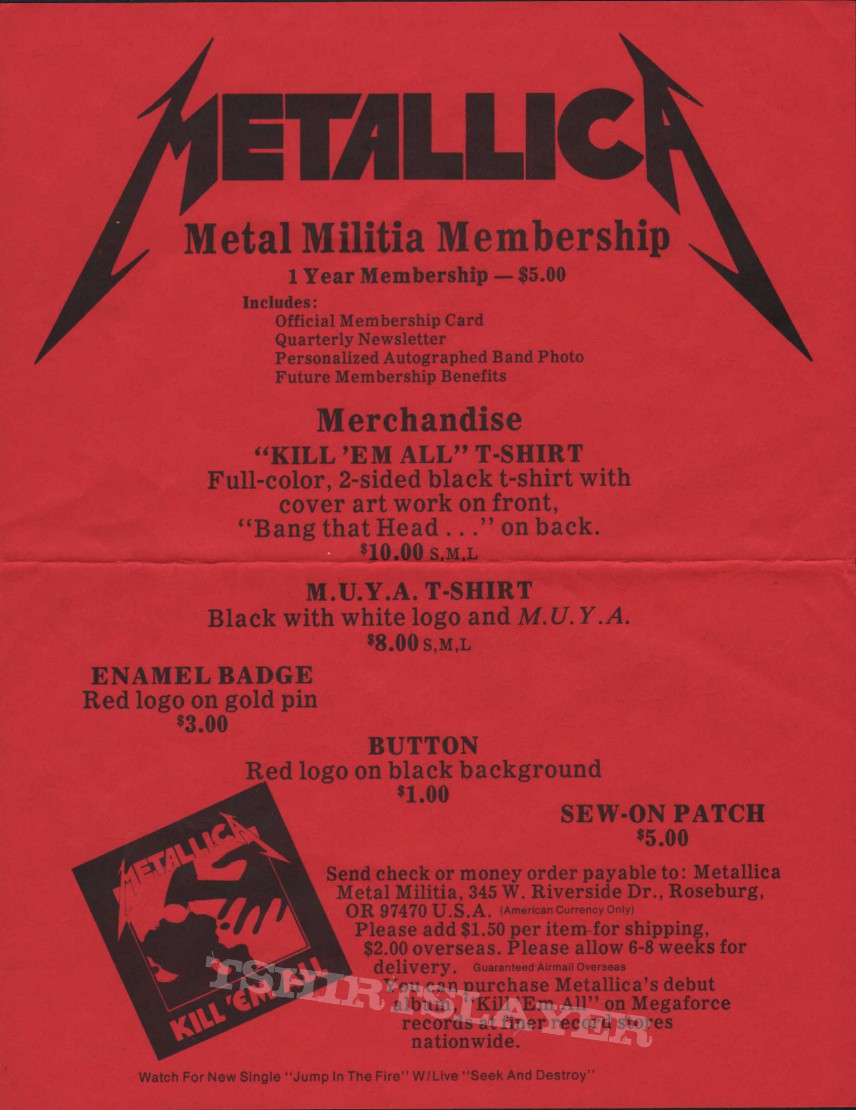 METALLICA
Metal Militia Membership
1 Year Membership — $5.00
Includes:
Official Membership Card
Quarterly Newsletter
Personalized Autographed Band Photo
Future Membership Benefits
Merchandise
“KILL ’EM ALL” T-SHIRT
Full-color, 2-sided black t-shirt with
cover art work on front,
“Bang that Head . . .” on back.
$10.00 S,M,L
M.U.Y.A. T-SHIRT
Black with white logo and M.U.Y.A.
$8.00 S,M,L
ENAMEL BADGE
Red logo on gold pin
$3.00
BUTTON
Red logo on black background
$1.00
SEW-ON PATCH
$5.00
METALLICA
KILL ’EM ALL
Send check or money order payable to: Metallica
Metal Militia, 345 W. Riverside Dr., Roseburg,
OR 97470 U.S.A. (American Currency Only)
Please add $1.50 per item for shipping,
$2.00 overseas. Please allow 6-8 weeks for
delivery. Guaranteed Airmail Overseas
You can purchase Metallica’s debut
album, “Kill ’Em All” on Megaforce
records at finer record stores
nationwide.
TSHIRTSLAYER
Watch For New Single “Jump In The Fire” W/Live “Seek And Destroy”